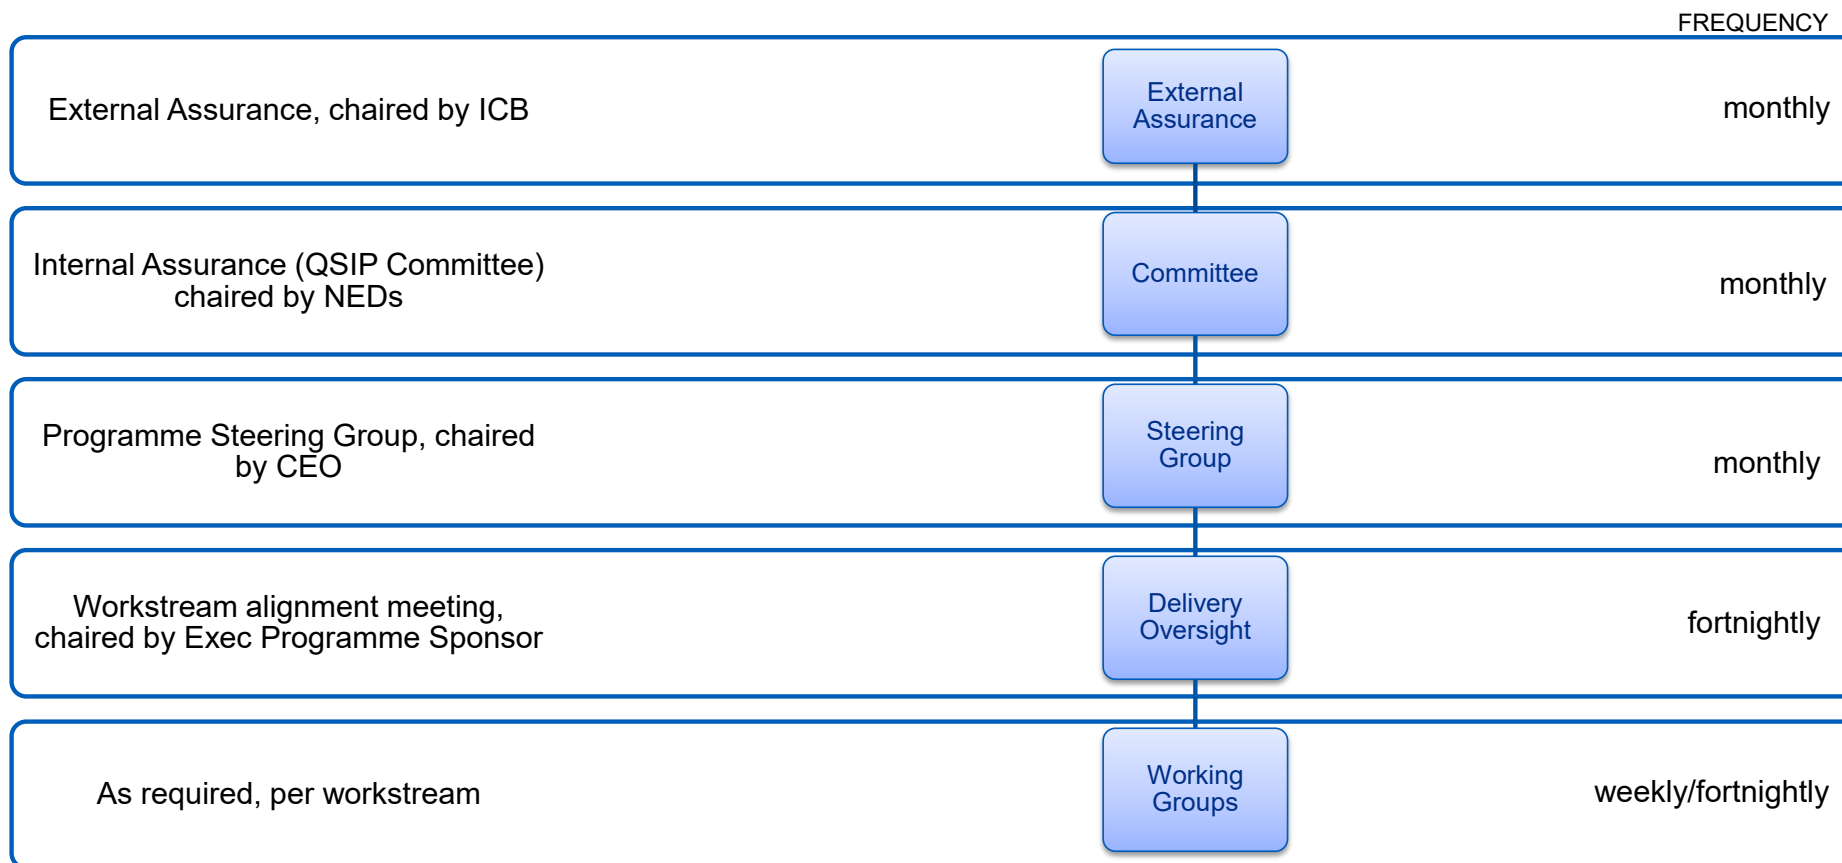 FREQUENCY
External Assurance, chaired by ICB
External
Assurance
monthly
Internal Assurance (QSIP Committee)
chaired by NEDs
Committee
monthly
Programme Steering Group, chaired
by CEO
Steering
Group
monthly
Workstream alignment meeting,
chaired by Exec Programme Sponsor
Delivery
Oversight
fortnightly
As required, per workstream
Working
Groups
weekly/fortnightly